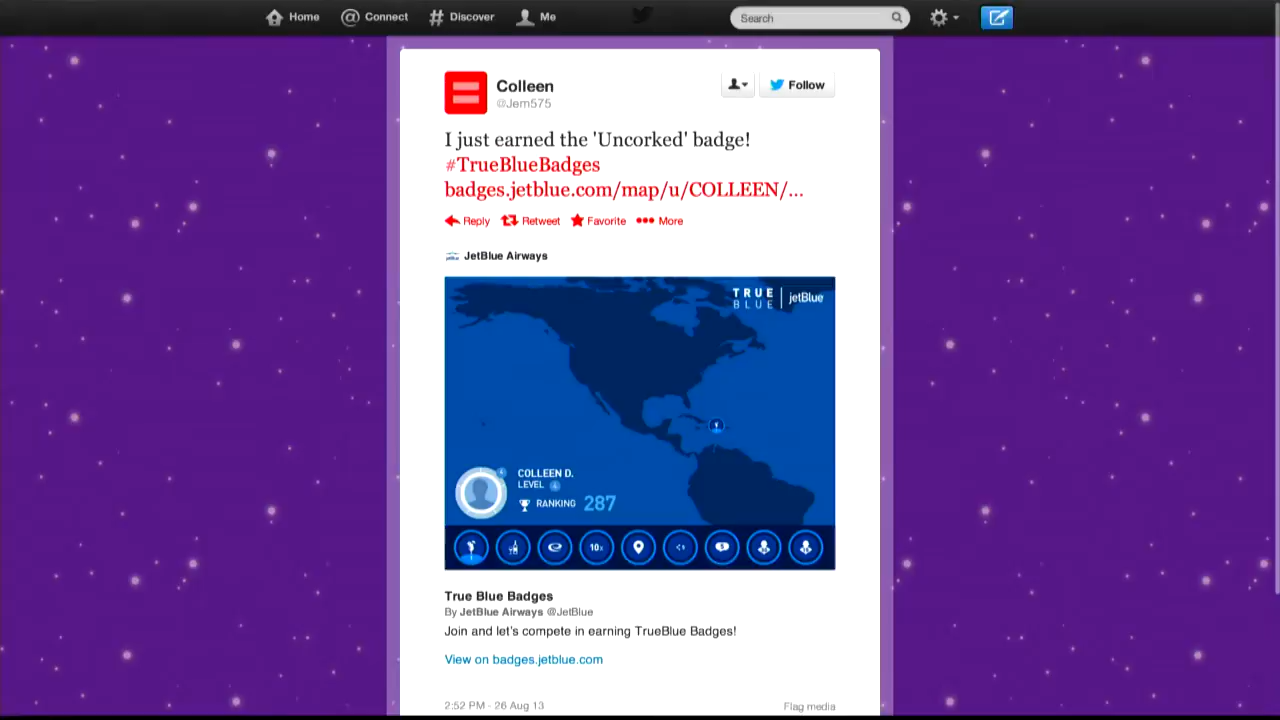 Home
Connect
Discover
Me
Search
Colleen
@Jem575
Follow
I just earned the 'Uncorked' badge!
#TrueBlueBadges
badges.jetblue.com/map/u/COLLEEN/...
Reply
Retweet
Favorite
More
JetBlue Airways
TRUE
BLUE
jetBlue
COLLEEN D.
LEVEL
RANKING 287
10x
<1
True Blue Badges
By JetBlue Airways @JetBlue
Join and let's compete in earning TrueBlue Badges!
View on badges.jetblue.com
2:52 PM - 26 Aug 13
Flag media